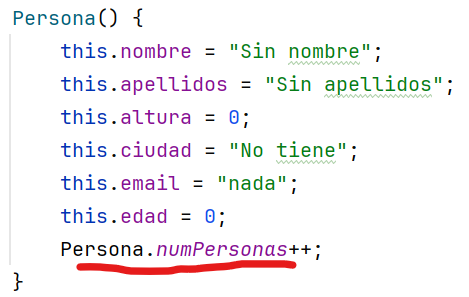 Persona() {
this.nombre = "Sin nombre";
this.apellidos = "Sin apellidos";
this.altura = 0;
this.ciudad = "No tiene";
this.email = "nada";
this.edad = 0;
Persona.numPersonas++;
}